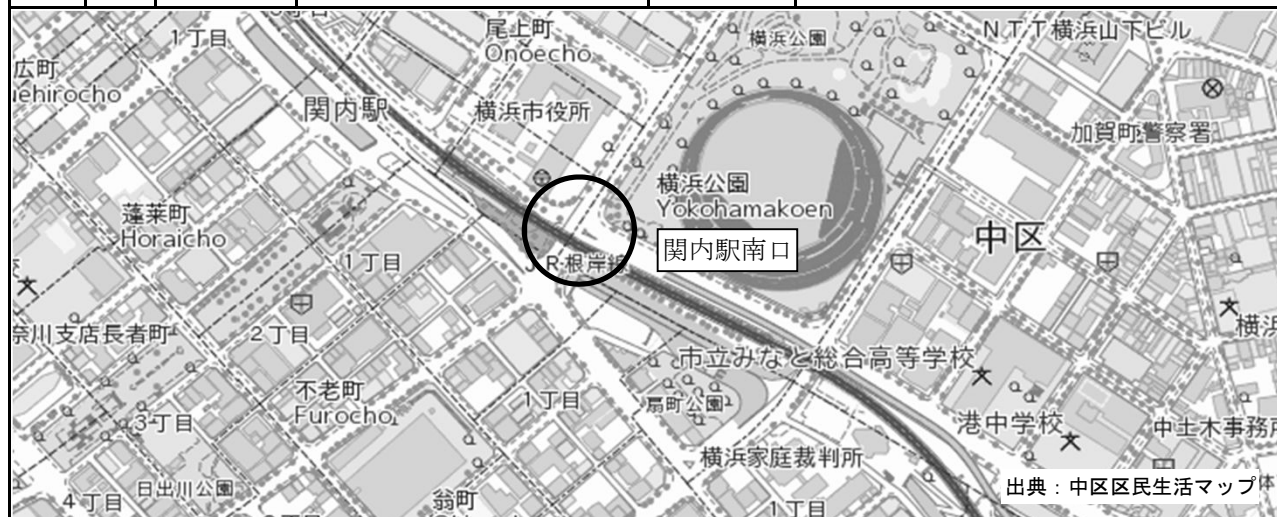 尾上町
Onoecho
横浜公園
NTT横浜山下ビル
1丁目
広町
関内駅
横浜市役所
加賀町警察署
蓬莱町
Horaicho
横浜公園
Yokohamakoen
関内駅南口
中区
1丁目
JR根岸線
奈川支店長者町
2丁目
市立みなと総合高等学校
横浜
不老町
Furocho
1丁目
扇町公園
3丁目
港中学校
中土木事務所
横浜家庭裁判所
4丁目
日出川公園
翁町
1丁目
出典：中区区民生活マップ